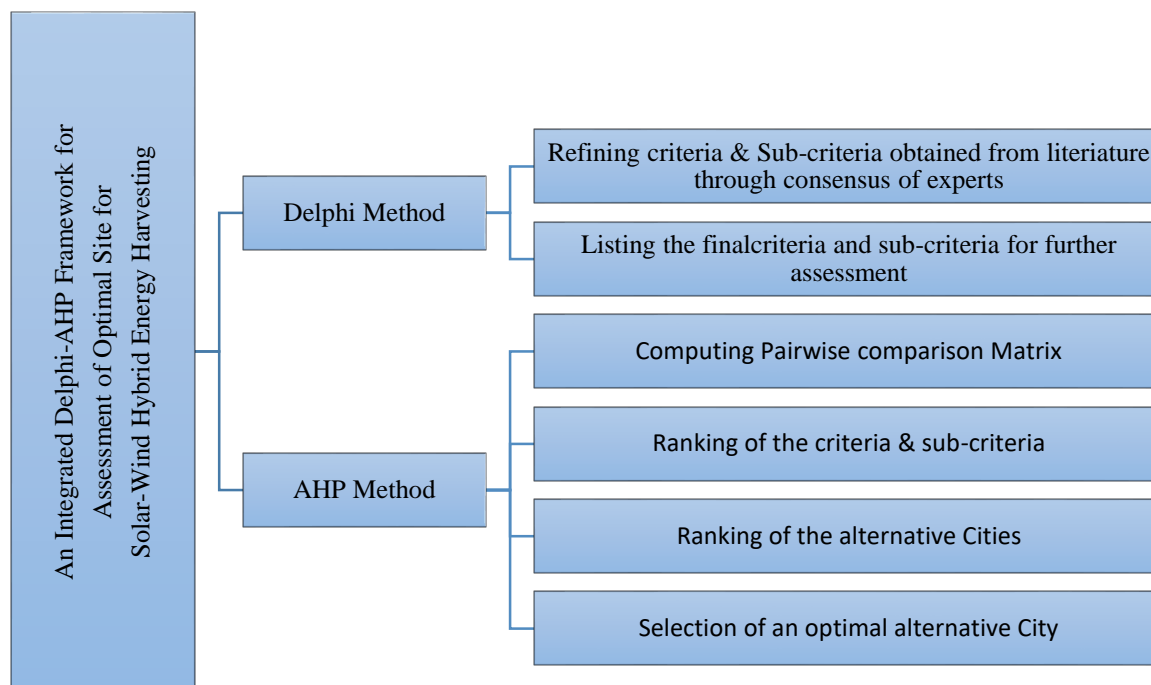 An Integrated Delphi-AHP Framework for
Assessment of Optimal Site for
Solar-Wind Hybrid Energy Harvesting
Delphi Method
Refining criteria & Sub-criteria obtained from literiature
through consensus of experts
Listing the finalcriteria and sub-criteria for further
assessment
AHP Method
Computing Pairwise comparison Matrix
Ranking of the criteria & sub-criteria
Ranking of the alternative Cities
Selection of an optimal alternative City